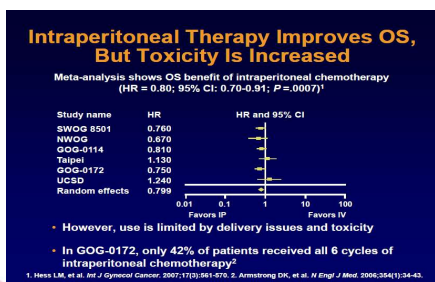 Intraperitoneal Therapy Improves OS,
But Toxicity Is Increased
Meta-analysis shows OS benefit of intraperitoneal chemotherapy
(HR = 0.80; 95% CI: 0.70-0.91; P =.0007)1
Study name HR HR and 95% CI
SWOG 8501 0.760
NWOG 0.670
GOG-0114 0.810
Taipei 1.130
GOG-0172 0.750
UCSD 1.240
Random effects 0.799
0.01 0.10 1 10 100
Favors IP Favors IV
• However, use is limited by delivery issues and toxicity
• In GOG-0172, only 42% of patients received all 6 cycles of
intraperitoneal chemotherapy2
1. Hess LM, et al. Int J Gynecol Cancer. 2007;17(3):561-570. 2. Armstrong DK, et al. N Engl J Med. 2006;354(1):34-43.